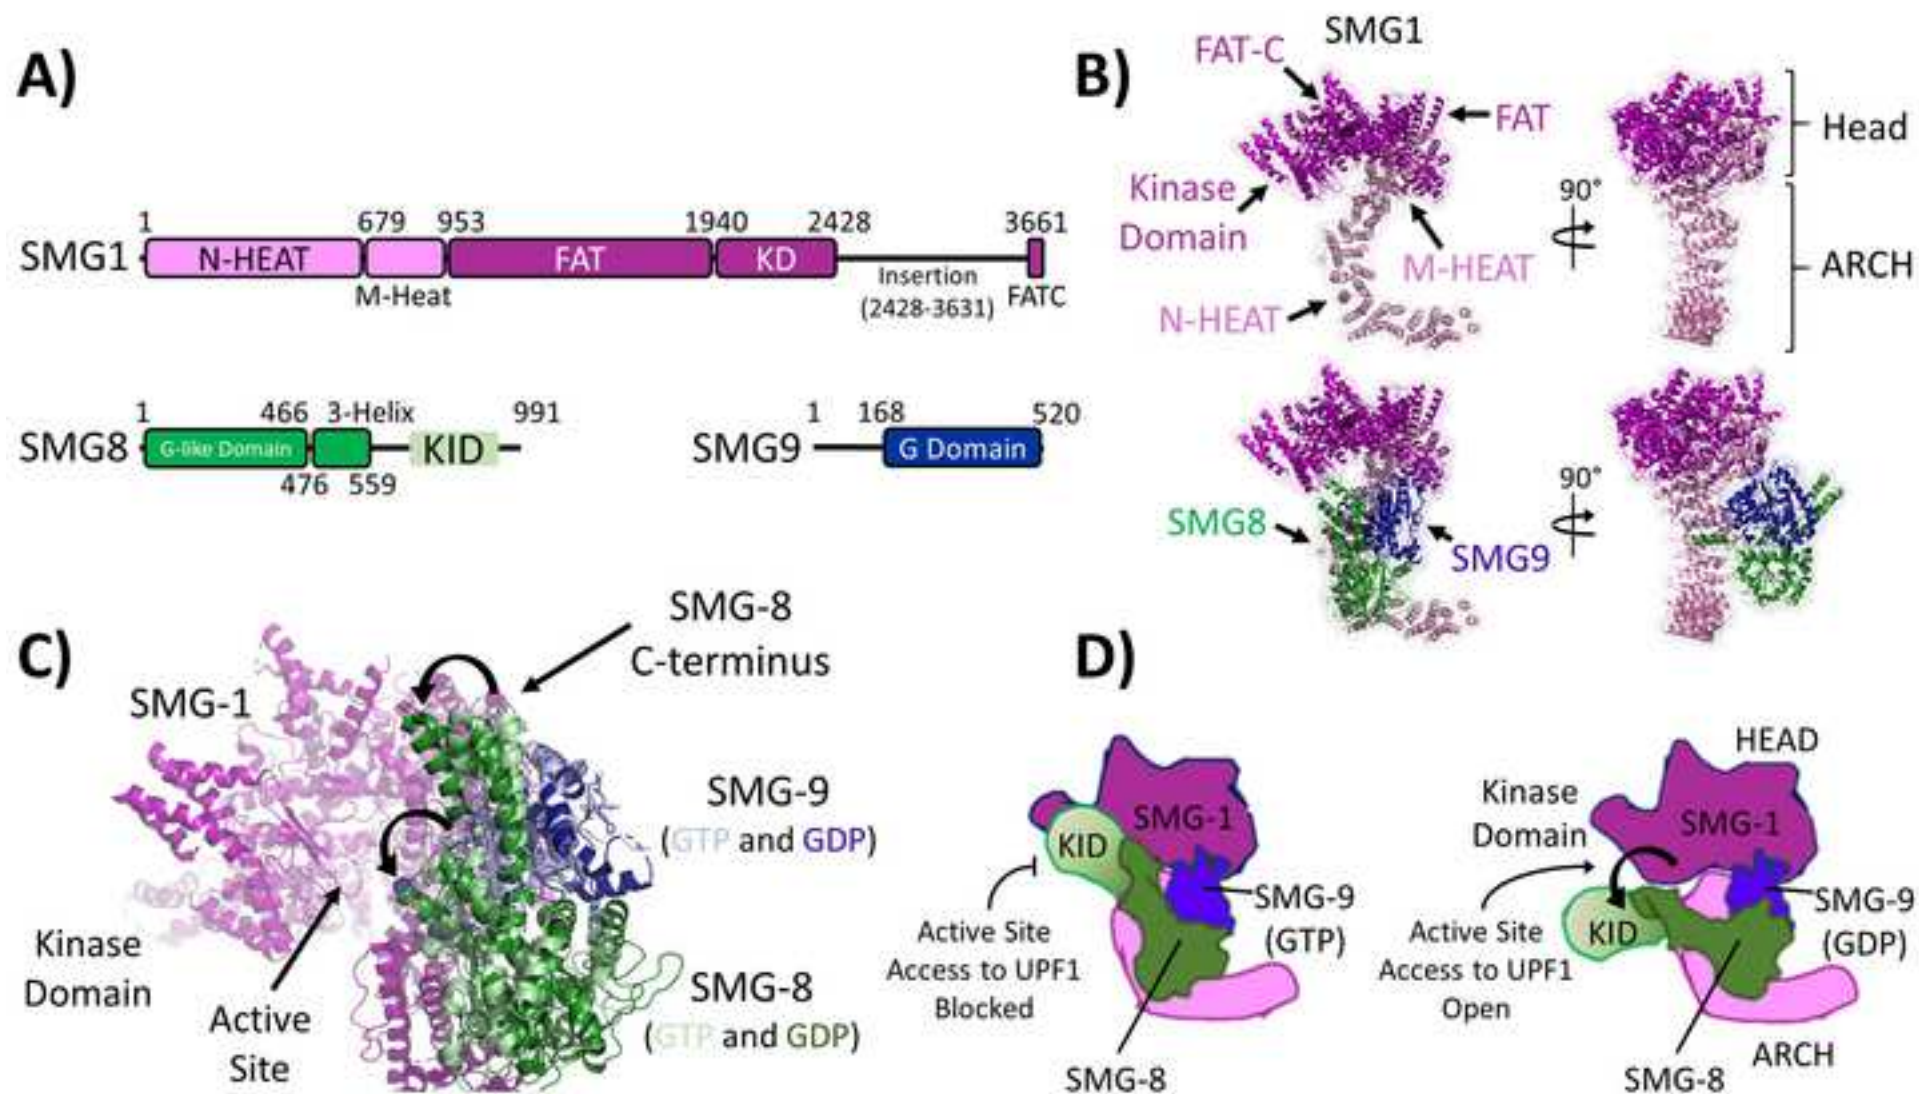 A)
1 679 953 1940 2428 3661
SMG1 N-HEAT FAT KD
M-Heat
Insertion
(2428-3631)
FATC
1 466 3-Helix 991
SMG8 G-like Domain KID
476 559
1 168 520
SMG9 G Domain
B)
SMG1
FAT-C
FAT
Kinase
Domain
M-HEAT
N-HEAT
90°
Head
ARCH
SMG8
SMG9
90°
C)
SMG-8
C-terminus
SMG-1
SMG-9
(GTP and GDP)
Kinase
Domain
Active
Site
SMG-8
(GTP and GDP)
D)
SMG-1
KID
SMG-9
(GTP)
Active Site
Access to UPF1
Blocked
SMG-8
HEAD
Kinase
Domain
SMG-1
KID
SMG-9
(GDP)
Active Site
Access to UPF1
Open
ARCH
SMG-8